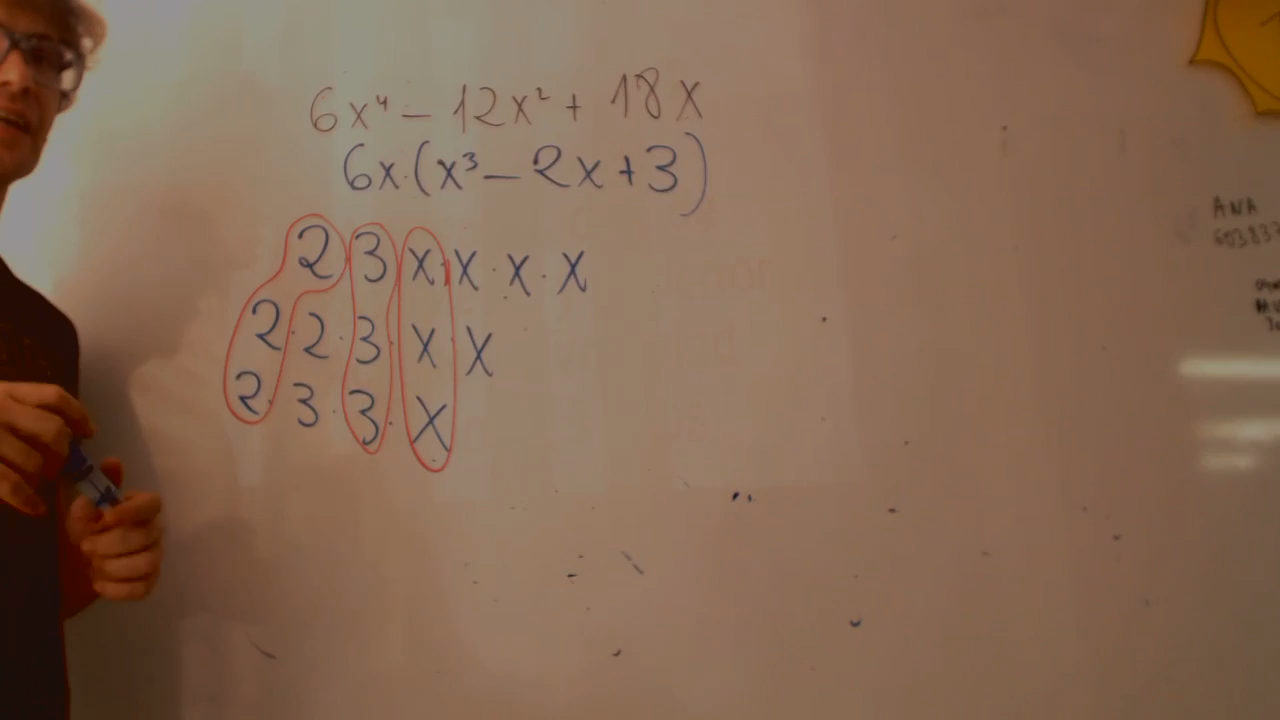 6x⁴ - 12x² + 18x
6x·(x³ - 2x + 3)
2 3 x·x·x·x
2·2·3·x x
2·3·3·x
ANA